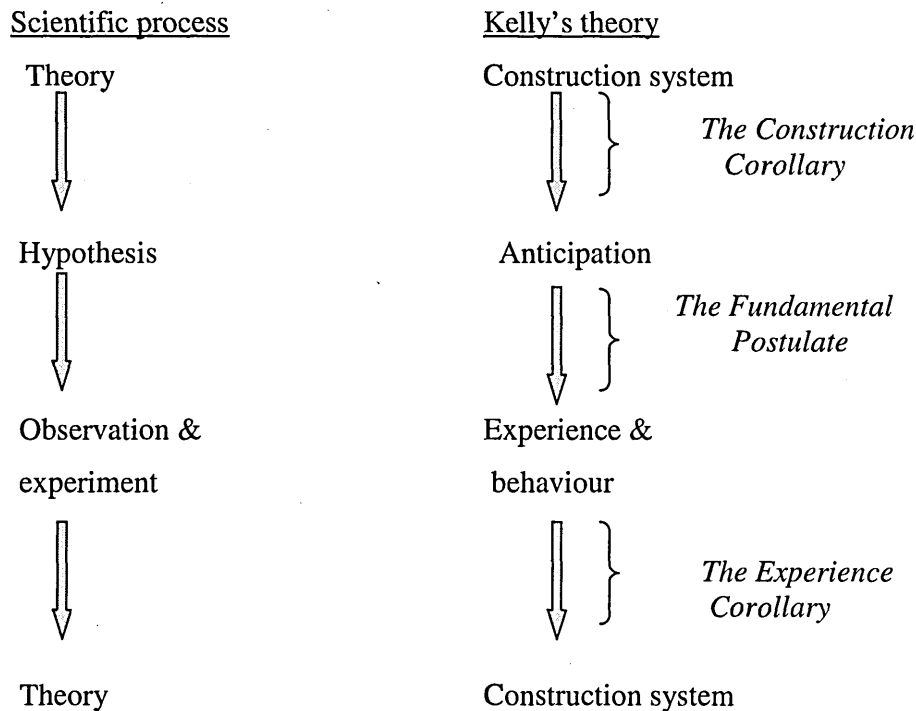 Scientific process
Kelly's theory
Theory
Construction system
The Construction
Corollary
Hypothesis
Anticipation
The Fundamental
Postulate
Observation &
Experience &
experiment
behaviour
The Experience
Corollary
Theory
Construction system